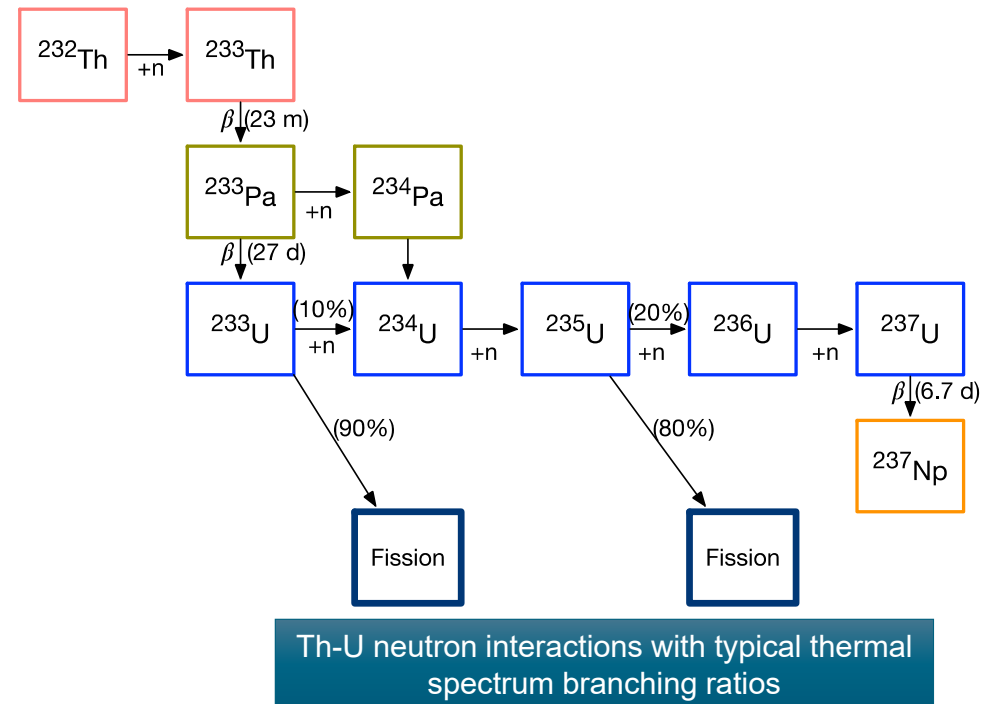 ²³²Th
+n
²³³Th
β (23 m)
²³³Pa
+n
²³⁴Pa
β (27 d)
²³³U
(10%)
+n
²³⁴U
+n
²³⁵U
(20%)
+n
²³⁶U
+n
²³⁷U
β (6.7 d)
(90%)
(80%)
²³⁷Np
Fission
Fission
Th-U neutron interactions with typical thermal
spectrum branching ratios